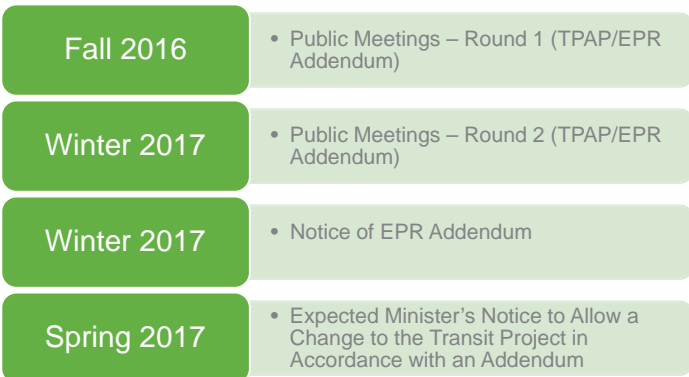 Fall 2016
• Public Meetings – Round 1 (TPAP/EPR
Addendum)
Winter 2017
• Public Meetings – Round 2 (TPAP/EPR
Addendum)
Winter 2017
• Notice of EPR Addendum
Spring 2017
• Expected Minister’s Notice to Allow a
Change to the Transit Project in
Accordance with an Addendum